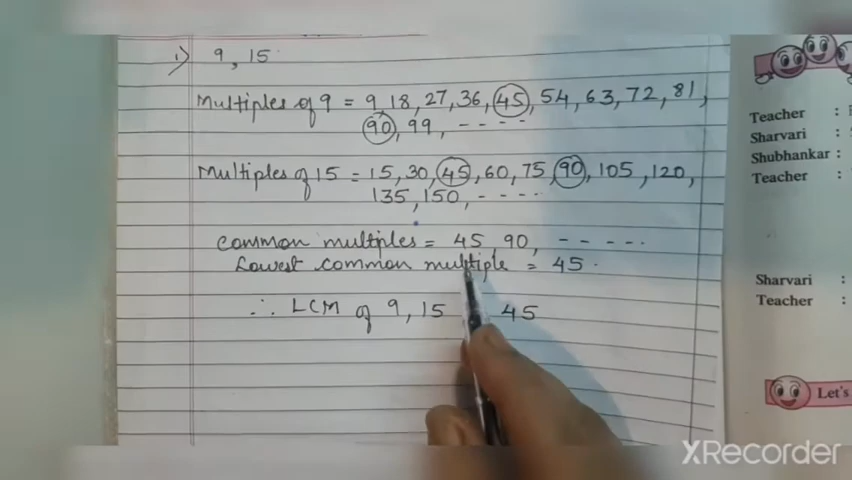 i) 9, 15
Multiples of 9 = 9, 18, 27, 36, 45, 54, 63, 72, 81,
90, 99, - - - -
Multiples of 15 = 15, 30, 45, 60, 75, 90, 105, 120,
135, 150, - - - - -
Common multiples = 45, 90, - - - - -
Lowest common multiple = 45.
∴ LCM of 9, 15 45
Teacher :
Sharvari :
Shubhankar :
Teacher :
Sharvari :
Teacher :
Let's
XRecorder